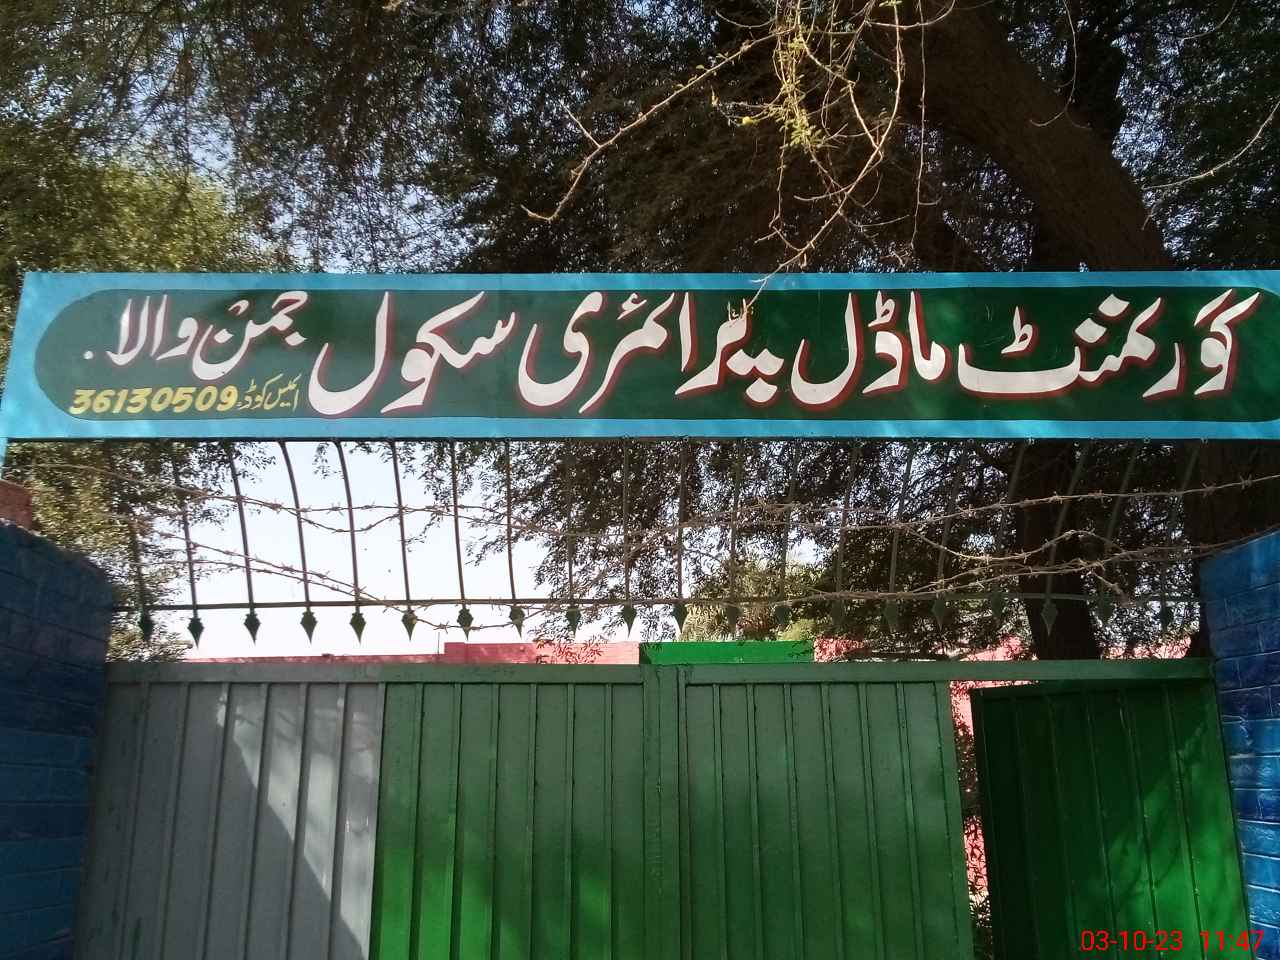 گورنمنٹ ماڈل پرائمری سکول جمن والا.
ایمیس کوڈ 36130509
03-10-23 11:47